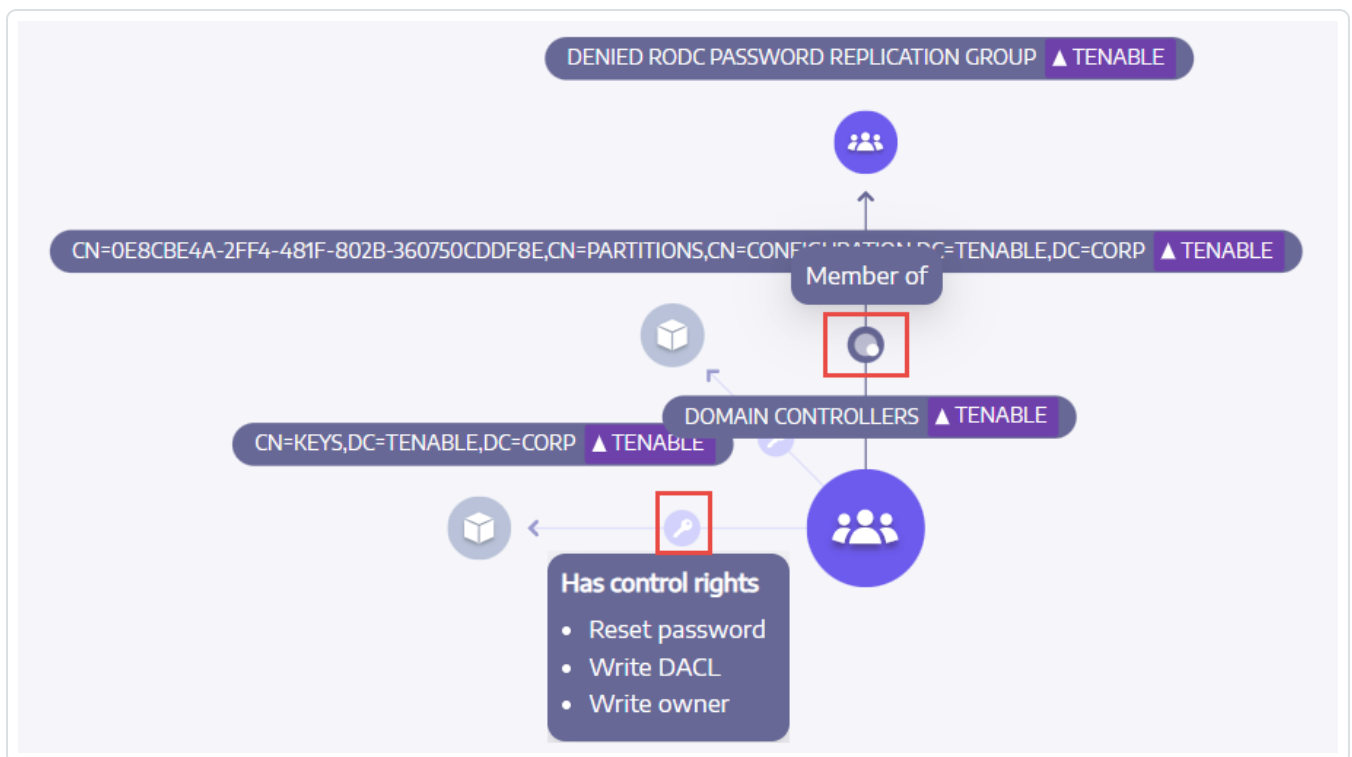 DENIED RODC PASSWORD REPLICATION GROUP TENABLE
CN=0E8CBE4A-2FF4-481F-802B-360750CDDF8E,CN=PARTITIONS,CN=CONFIGURATION,DC=TENABLE,DC=CORP TENABLE
Member of
DOMAIN CONTROLLERS TENABLE
CN=KEYS,DC=TENABLE,DC=CORP TENABLE
Has control rights
• Reset password
• Write DACL
• Write owner